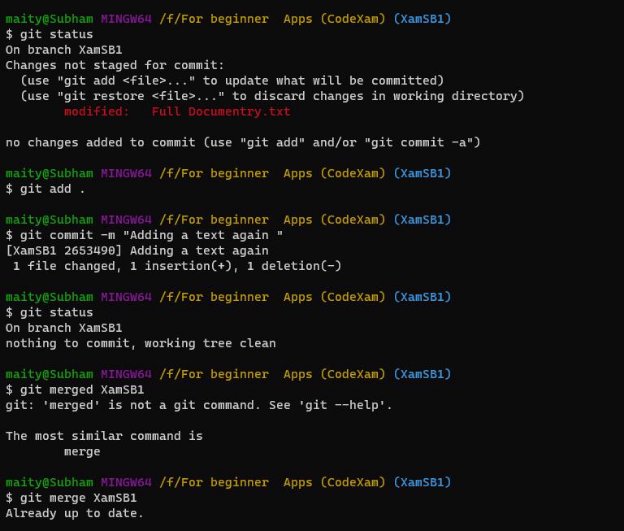 maity@Subham MINGW64 /f/For beginner  Apps (CodeXam) (XamSB1)
$ git status
On branch XamSB1
Changes not staged for commit:
  (use "git add <file>..." to update what will be committed)
  (use "git restore <file>..." to discard changes in working directory)
        modified:   Full Documentry.txt

no changes added to commit (use "git add" and/or "git commit -a")

maity@Subham MINGW64 /f/For beginner  Apps (CodeXam) (XamSB1)
$ git add .

maity@Subham MINGW64 /f/For beginner  Apps (CodeXam) (XamSB1)
$ git commit -m "Adding a text again "
[XamSB1 2653490] Adding a text again
 1 file changed, 1 insertion(+), 1 deletion(-)

maity@Subham MINGW64 /f/For beginner  Apps (CodeXam) (XamSB1)
$ git status
On branch XamSB1
nothing to commit, working tree clean

maity@Subham MINGW64 /f/For beginner  Apps (CodeXam) (XamSB1)
$ git merged XamSB1
git: 'merged' is not a git command. See 'git --help'.

The most similar command is
        merge

maity@Subham MINGW64 /f/For beginner  Apps (CodeXam) (XamSB1)
$ git merge XamSB1
Already up to date.